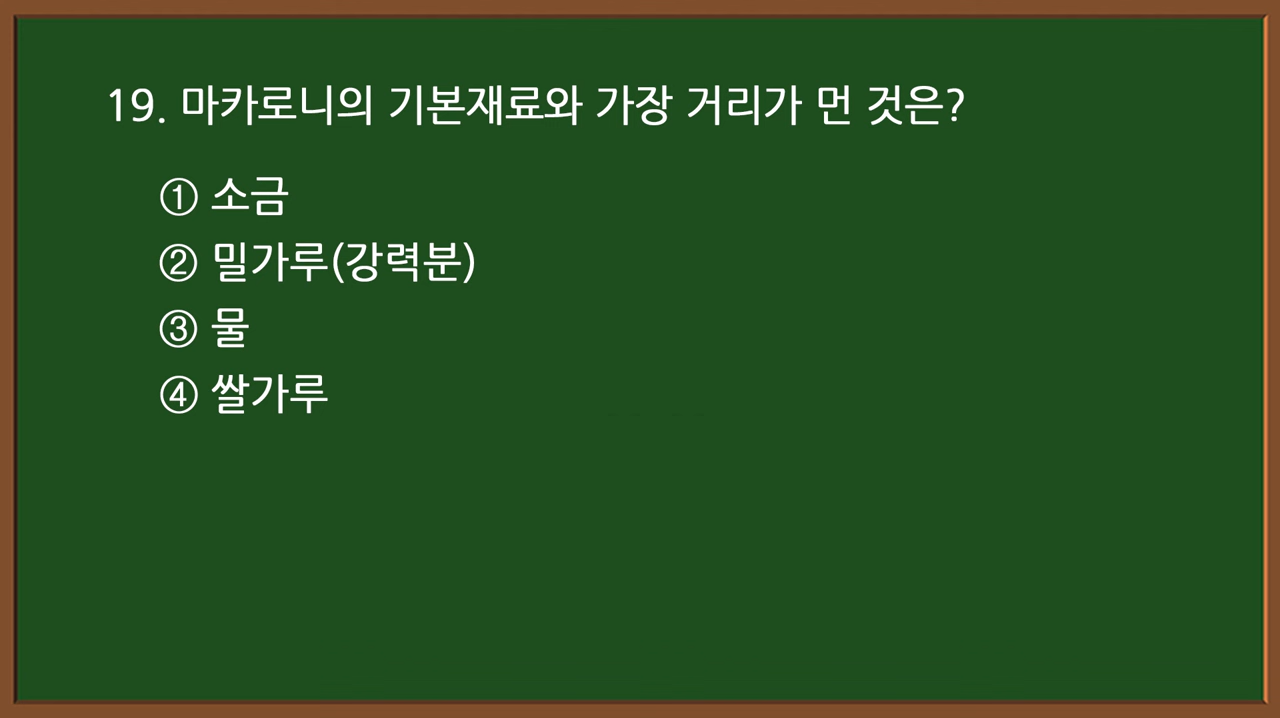 19. 마카로니의 기본재료와 가장 거리가 먼 것은?
① 소금
② 밀가루(강력분)
③ 물
④ 쌀가루